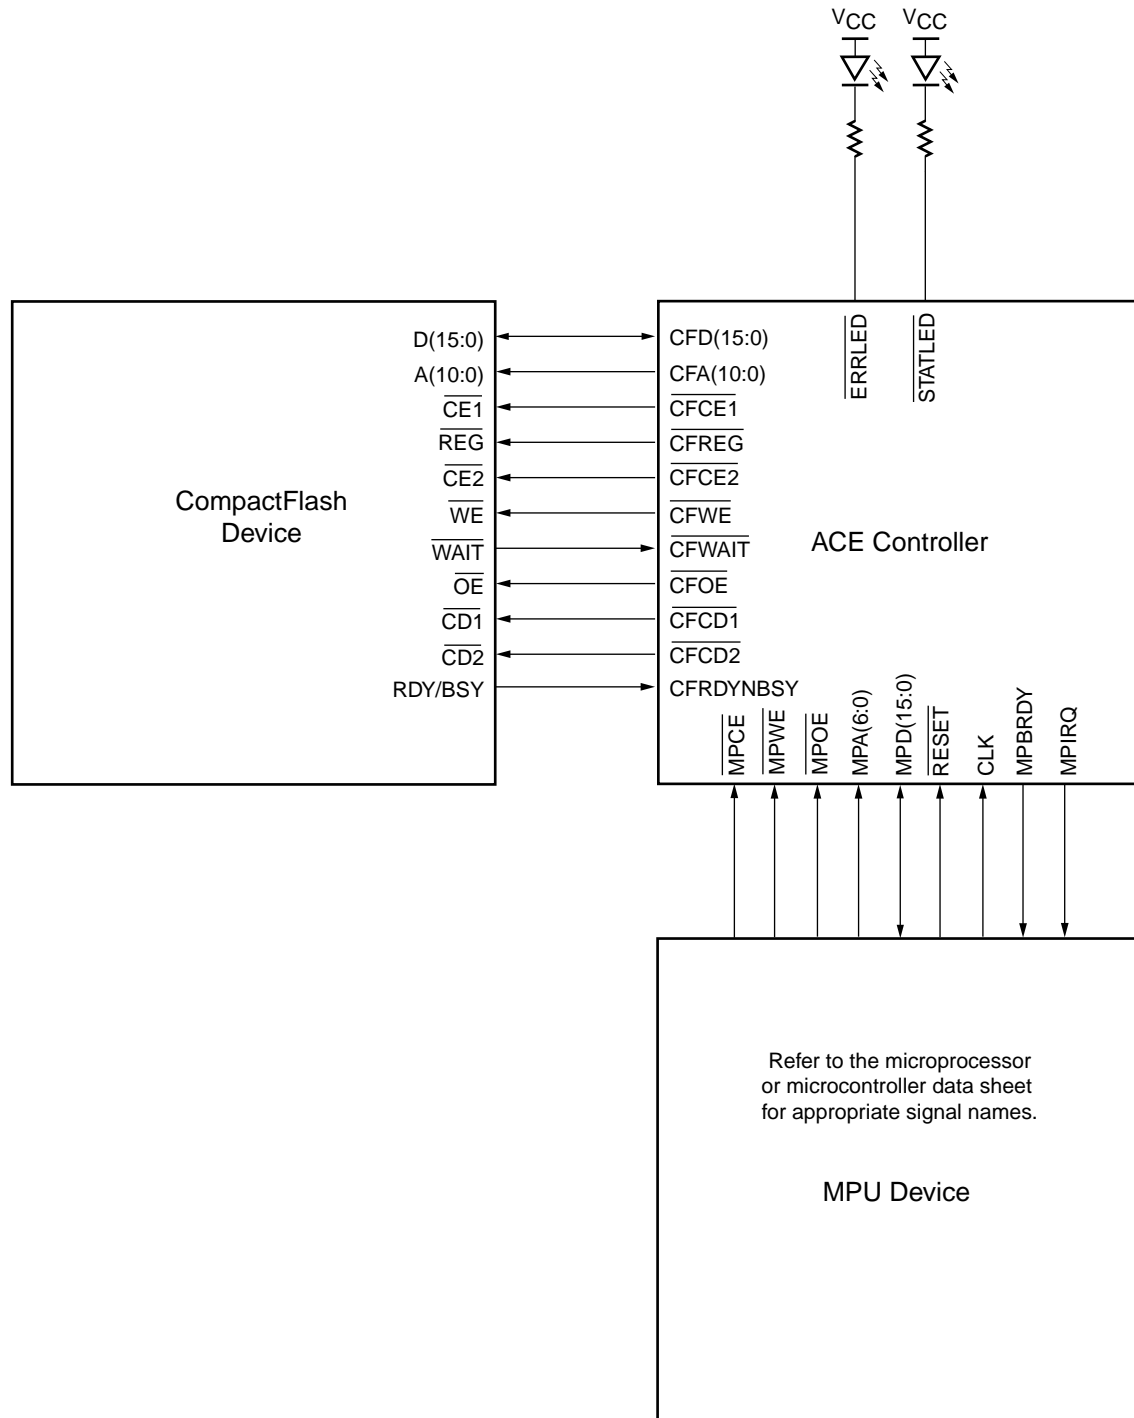 VCC VCC
ERRLED
STATLED
D(15:0) CFD(15:0)
A(10:0) CFA(10:0)
CE1 CFCE1
REG CFREG
CE2 CFCE2
WE CFWE
WAIT CFWAIT
OE CFOE
CD1 CFCD1
CD2 CFCD2
RDY/BSY CFRDYNBSY
CompactFlash
Device
ACE Controller
MPCE
MPWE
MPOE
MPA(6:0)
MPD(15:0)
RESET
CLK
MPBRDY
MPIRQ
Refer to the microprocessor
or microcontroller data sheet
for appropriate signal names.
MPU Device